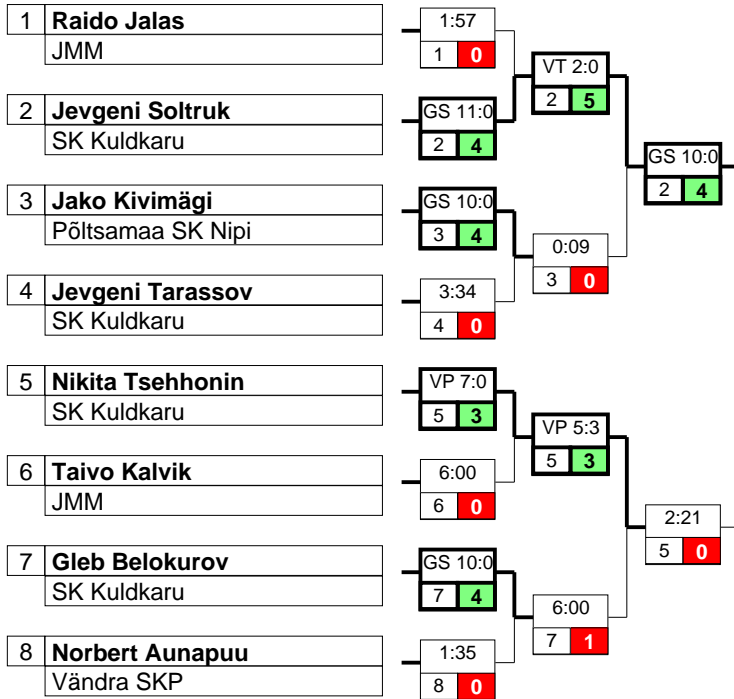 1 Raido Jalas
JMM
2 Jevgeni Soltruk
SK Kuldkaru
3 Jako Kivimägi
Põltsamaa SK Nipi
4 Jevgeni Tarassov
SK Kuldkaru
5 Nikita Tsehhonin
SK Kuldkaru
6 Taivo Kalvik
JMM
7 Gleb Belokurov
SK Kuldkaru
8 Norbert Aunapuu
Vändra SKP
1:57
1 0
GS 11:0
2 4
GS 10:0
3 4
3:34
4 0
VP 7:0
5 3
6:00
6 0
GS 10:0
7 4
1:35
8 0
VT 2:0
2 5
0:09
3 0
VP 5:3
5 3
6:00
7 1
GS 10:0
2 4
2:21
5 0